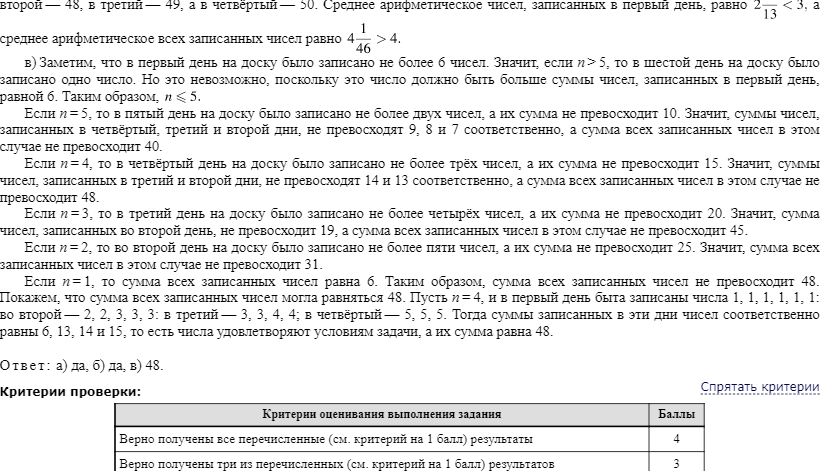 второй — 48, в третий — 49, а в четвёртый — 50. Среднее арифметическое чисел, записанных в первый день, равно 2 /13 < 3, а
среднее арифметическое всех записанных чисел равно 4 1/46 > 4.
в) Заметим, что в первый день на доску было записано не более 6 чисел. Значит, если n > 5, то в шестой день на доску было
записано одно число. Но это невозможно, поскольку это число должно быть больше суммы чисел, записанных в первый день,
равной 6. Таким образом, n ⩽ 5.
Если n = 5, то в пятый день на доску было записано не более двух чисел, а их сумма не превосходит 10. Значит, суммы чисел,
записанных в четвёртый, третий и второй дни, не превосходят 9, 8 и 7 соответственно, а сумма всех записанных чисел в этом
случае не превосходит 40.
Если n = 4, то в четвёртый день на доску было записано не более трёх чисел, а их сумма не превосходит 15. Значит, суммы
чисел, записанных в третий и второй дни, не превосходят 14 и 13 соответственно, а сумма всех записанных чисел в этом случае не
превосходит 48.
Если n = 3, то в третий день на доску было записано не более четырёх чисел, а их сумма не превосходит 20. Значит, сумма
чисел, записанных во второй день, не превосходит 19, а сумма всех записанных чисел в этом случае не превосходит 45.
Если n = 2, то во второй день на доску было записано не более пяти чисел, а их сумма не превосходит 25. Значит, сумма всех
записанных чисел в этом случае не превосходит 31.
Если n = 1, то сумма всех записанных чисел равна 6. Таким образом, сумма всех записанных чисел не превосходит 48.
Покажем, что сумма всех записанных чисел могла равняться 48. Пусть n = 4, и в первый день быта записаны числа 1, 1, 1, 1, 1, 1:
во второй — 2, 2, 3, 3, 3: в третий — 3, 3, 4, 4; в четвёртый — 5, 5, 5. Тогда суммы записанных в эти дни чисел соответственно
равны 6, 13, 14 и 15, то есть числа удовлетворяют условиям задачи, а их сумма равна 48.
Ответ: а) да, б) да, в) 48.
Критерии проверки:
Спрятать критерии
Критерии оценивания выполнения задания Баллы
Верно получены все перечисленные (см. критерий на 1 балл) результаты 4
Верно получены три из перечисленных (см. критерий на 1 балл) результатов 3